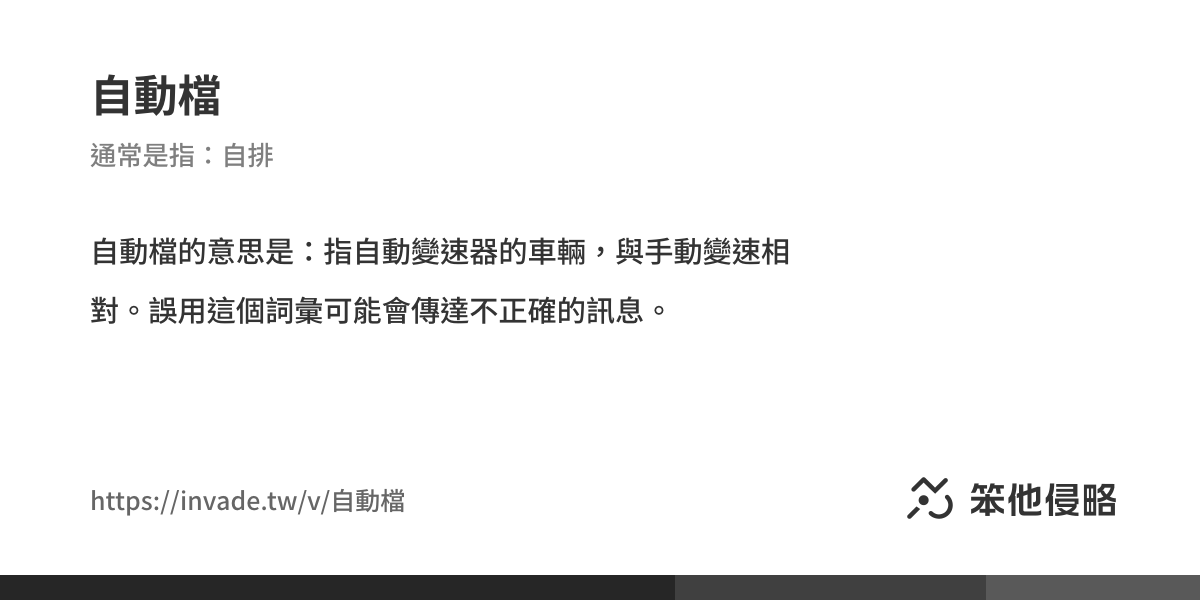 自動檔
通常是指：自排
自動檔的意思是：指自動變速器的車輛，與手動變速相
對。誤用這個詞彙可能會傳達不正確的訊息。
https://invade.tw/v/自動檔
笨他侵略